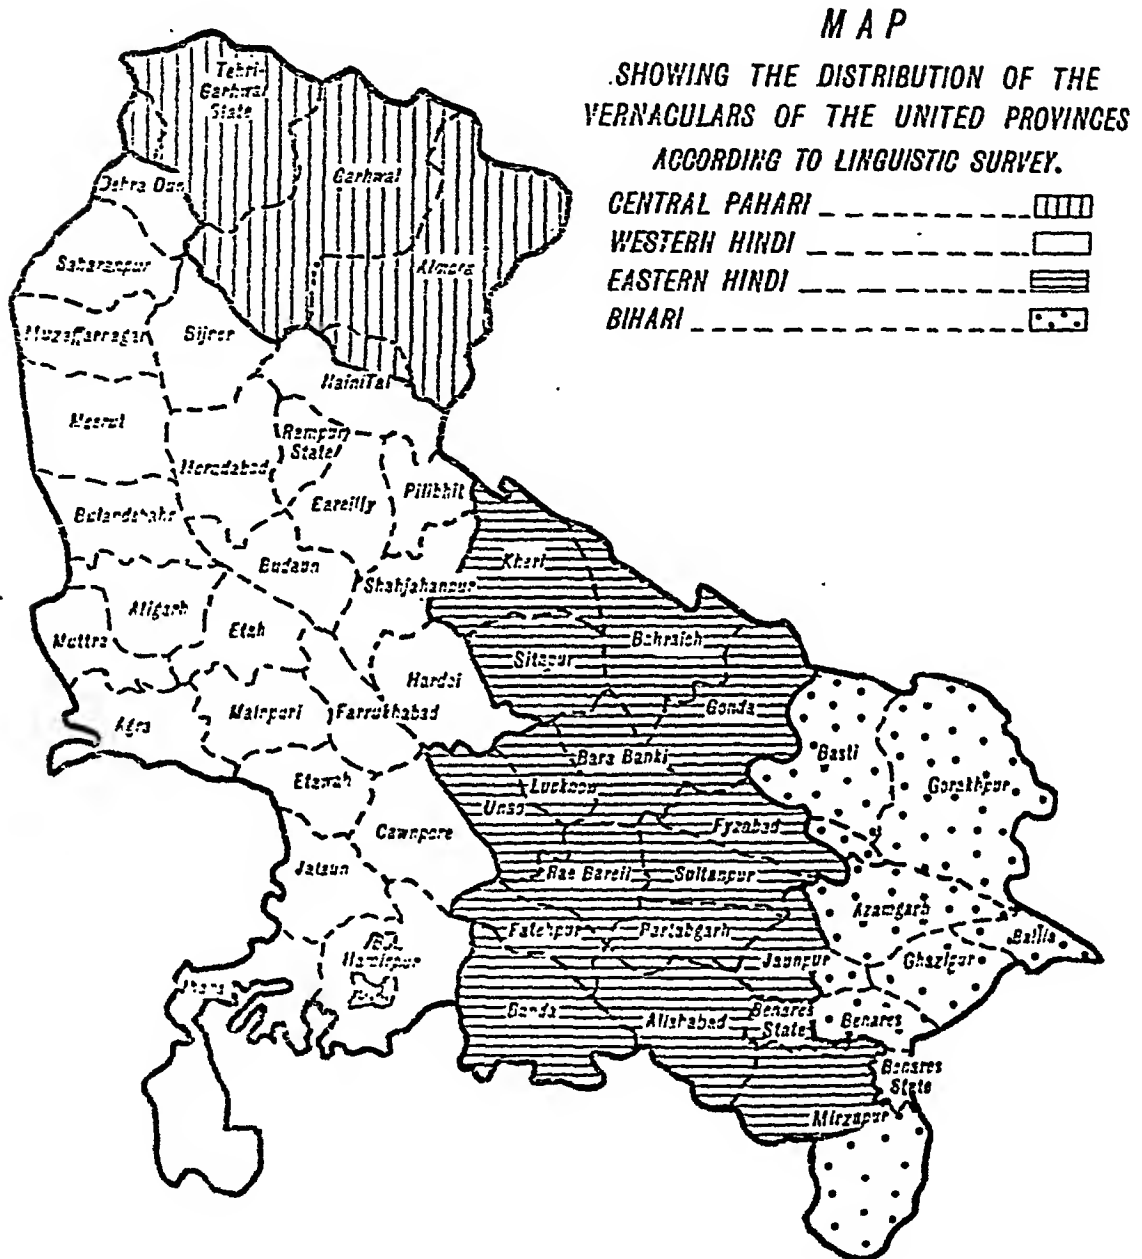 MAP
SHOWING THE DISTRIBUTION OF THE
VERNACULARS OF THE UNITED PROVINCES
ACCORDING TO LINGUISTIC SURVEY.
CENTRAL PAHARI
WESTERN HINDI
EASTERN HINDI
BIHARI
Tehri-
Garhwal
State
Garhwal
Dehra Dun
Almora
Saharanpur
Muzaffarnagar
NainiTal
Meerut
Rampur
State
Moradabad
Bareilly
Pilibhit
Bulandshahr
Budaun
Kheri
Shahjahanpur
Aligarh
Etah
Muttra
Bahraich
Sitapur
Hardoi
Gonda
Agra
Mainpuri
Farrukhabad
Basti
Bara Banki
Gorakhpur
Etawah
Lucknow
Unao
Fyzabad
Cawnpore
Jalaun
Rae Bareli
Sultanpur
Azamgarh
Fatehpur
Partabgarh
Ballia
Hamirpur
Jaunpur
Ghazipur
Banda
Allahabad
Benares
State
Benares
Benares
State
Mirzapur